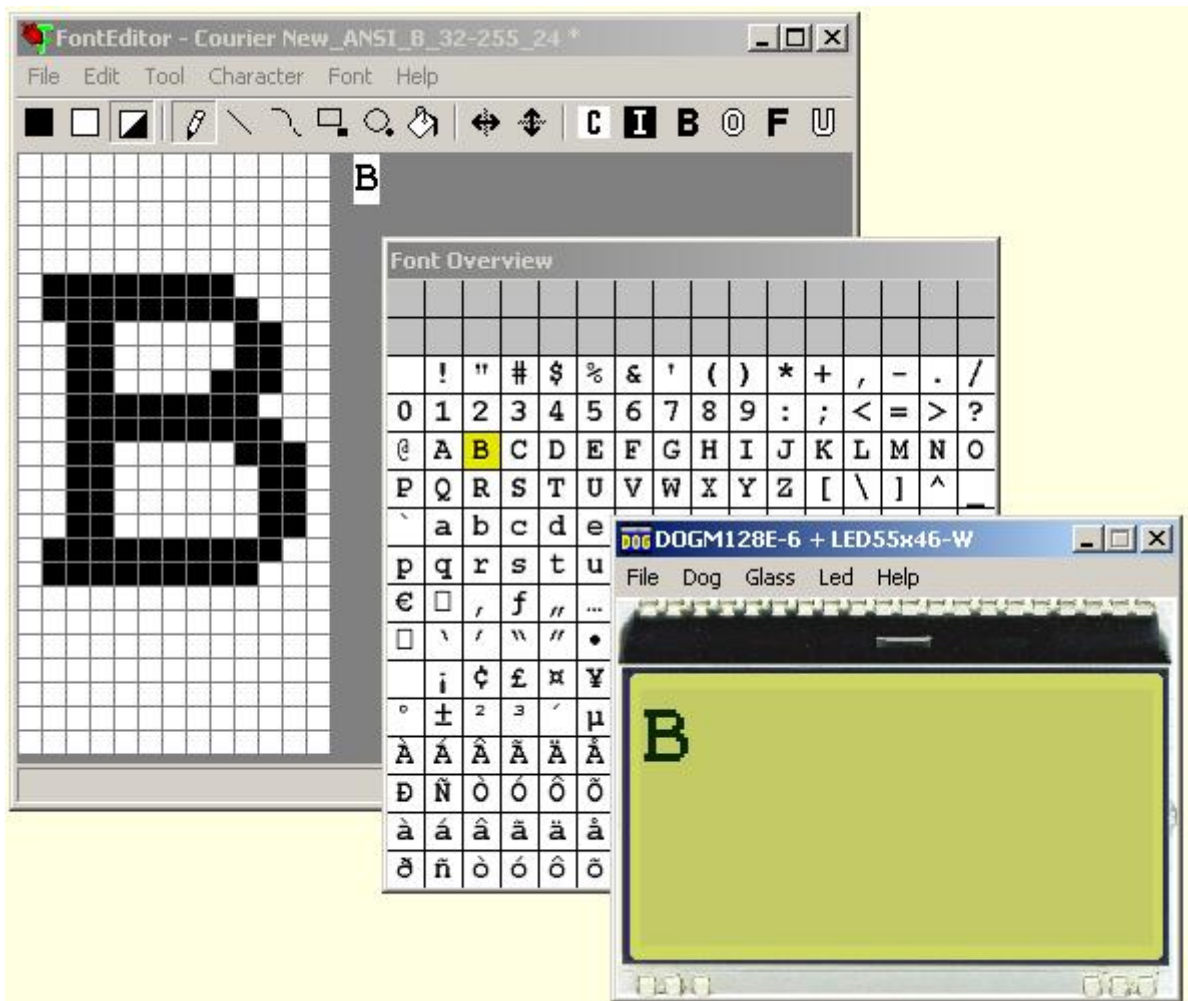 FontEditor - Courier New_ANSI_B_32-255_24 *
File Edit Tool Character Font Help
C I B O F U
B
Font Overview
! " # $ % & ' ( ) * + , - . /
0 1 2 3 4 5 6 7 8 9 : ; < = > ?
@ A B C D E F G H I J K L M N O
P Q R S T U V W X Y Z [ \ ] ^ _
` a b c d e
p q r s t u
€ □ ‚ ƒ „ …
□ ‘ ’ “ ” •
¡ ¢ £ ¤ ¥
° ± ² ³ ´ µ
À Á Â Ã Ä Å
Ð Ñ Ò Ó Ô Õ
à á â ã ä å
ð ñ ò ó ô õ
DOG DOGM128E-6 + LED55x46-W
File Dog Glass Led Help
B